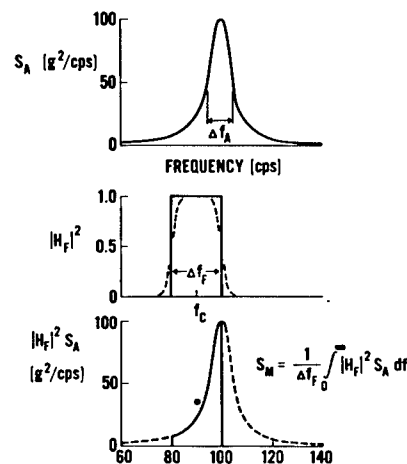 100
S_A (g²/cps)
50
Δf_A
0
FREQUENCY (cps)
1.0
|H_F|²
0.5
Δf_F
0
f_C
100
|H_F|² S_A
(g²/cps)
50
S_M = 1/Δf_F ∫₀^∞ |H_F|² S_A df
0
60 80 100 120 140